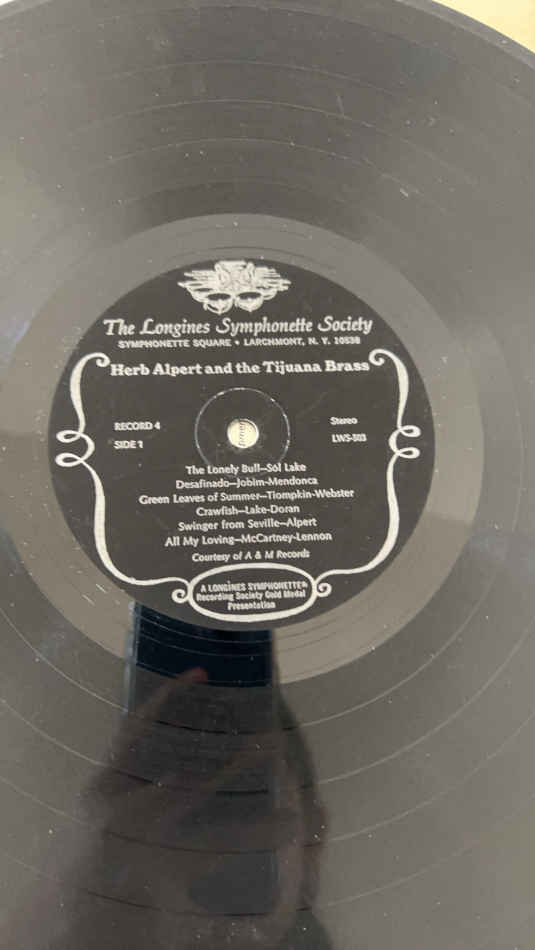 The Longines Symphonette Society
SYMPHONETTE SQUARE • LARCHMONT, N. Y. 10538
Herb Alpert and the Tijuana Brass
RECORD 4
SIDE 1
Stereo
LWS-503
The Lonely Bull—Sol Lake
Desafinado—Jobim-Mendonca
Green Leaves of Summer—Tiompkin-Webster
Crawfish—Lake-Doran
Swinger from Seville—Alpert
All My Loving—McCartney-Lennon
Courtesy of A & M Records
A LONGINES SYMPHONETTE®
Recording Society Gold Medal
Presentation